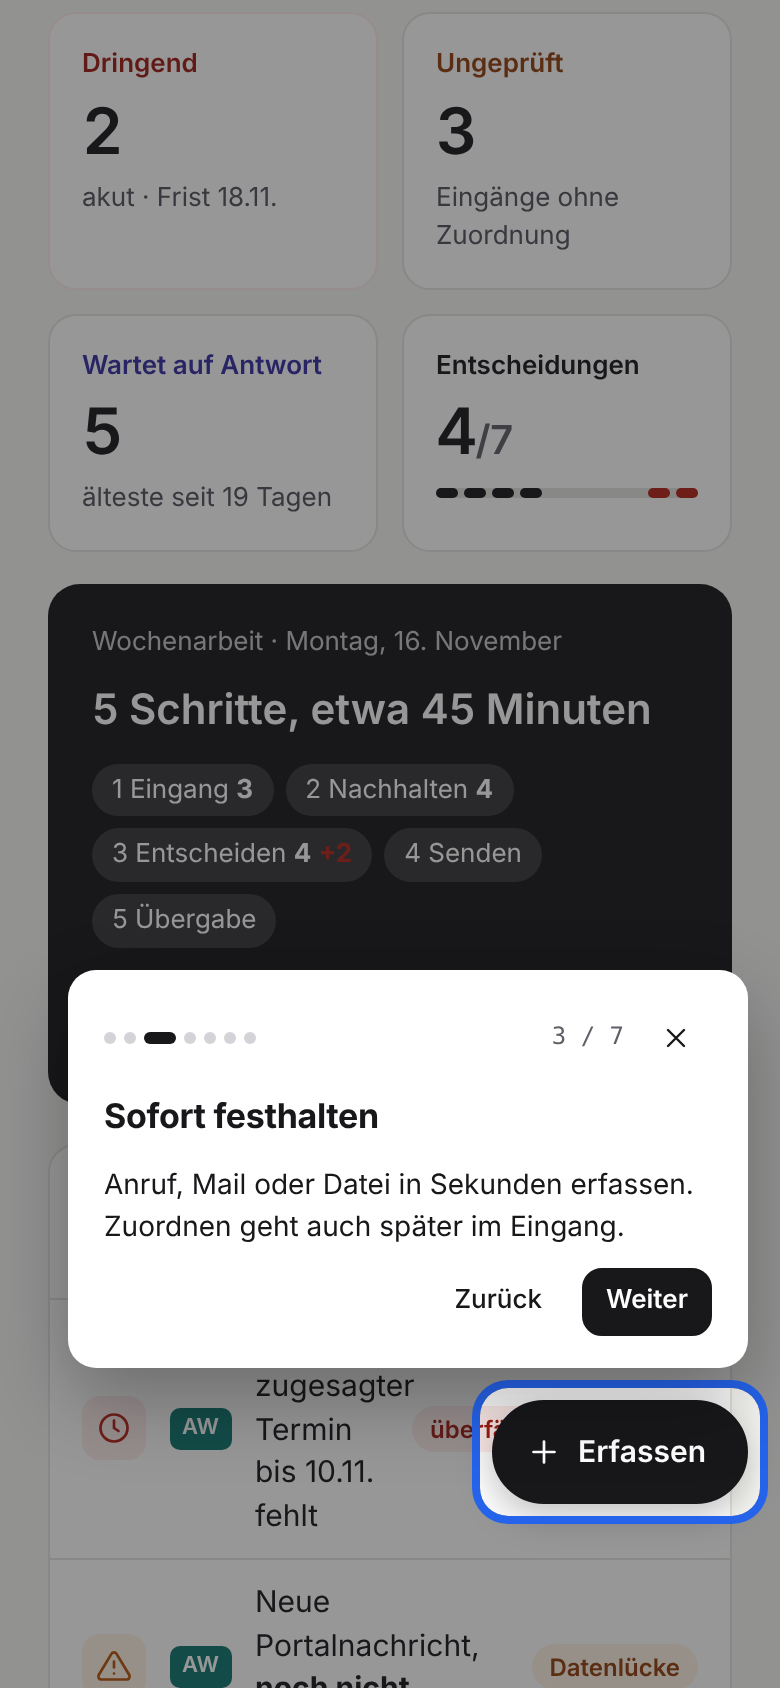 Dringend
2
akut · Frist 18.11.
Ungeprüft
3
Eingänge ohne
Zuordnung
Wartet auf Antwort
5
älteste seit 19 Tagen
Entscheidungen
4/7
Wochenarbeit · Montag, 16. November
5 Schritte, etwa 45 Minuten
1 Eingang 3
2 Nachhalten 4
3 Entscheiden 4 +2
4 Senden
5 Übergabe
3 / 7
Sofort festhalten
Anruf, Mail oder Datei in Sekunden erfassen.
Zuordnen geht auch später im Eingang.
Zurück
Weiter
AW
zugesagter
Termin
bis 10.11.
fehlt
+ Erfassen
AW
Neue
Portalnachricht,
noch nicht
Datenlücke